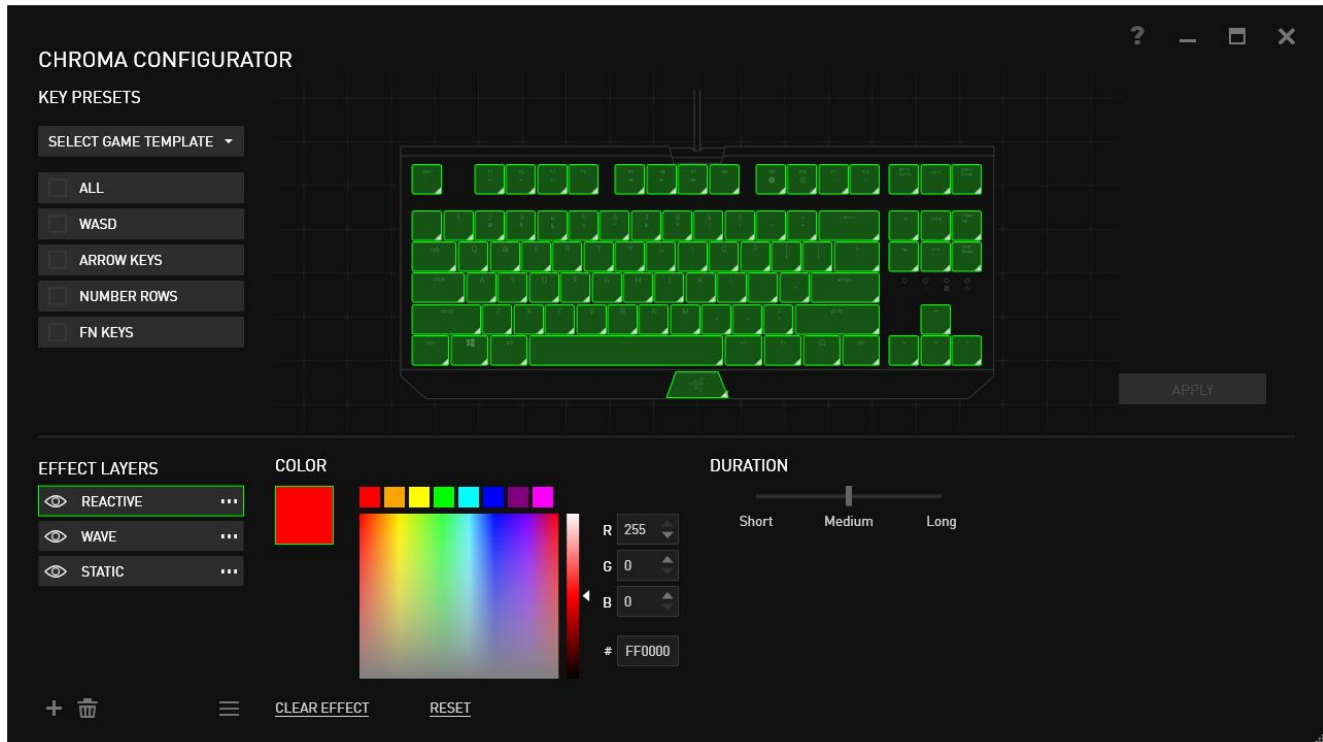 ?
CHROMA CONFIGURATOR
KEY PRESETS
SELECT GAME TEMPLATE
ALL
WASD
ARROW KEYS
NUMBER ROWS
FN KEYS
APPLY
EFFECT LAYERS
REACTIVE
WAVE
STATIC
COLOR
R 255
G 0
B 0
# FF0000
DURATION
Short Medium Long
CLEAR EFFECT RESET